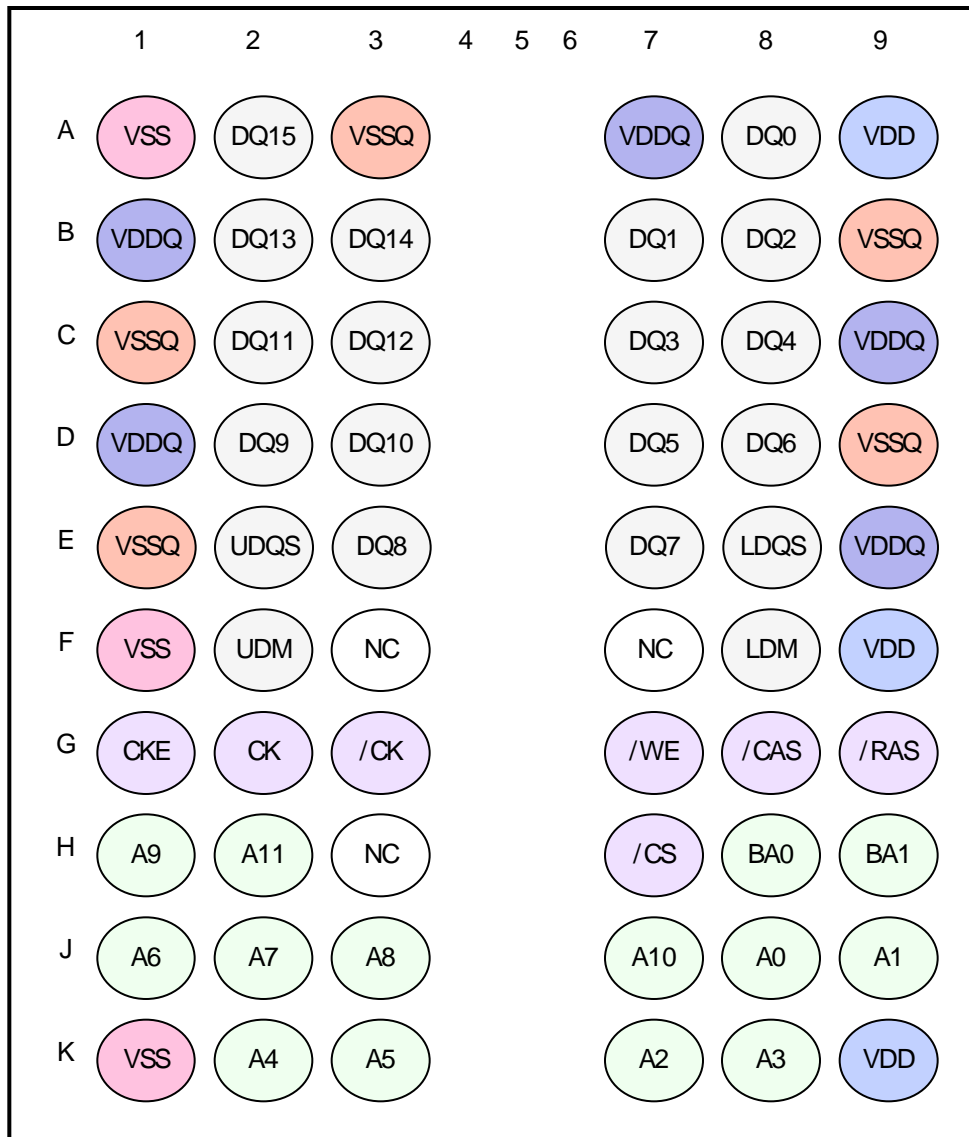 1 2 3 4 5 6 7 8 9
A VSS DQ15 VSSQ VDDQ DQ0 VDD
B VDDQ DQ13 DQ14 DQ1 DQ2 VSSQ
C VSSQ DQ11 DQ12 DQ3 DQ4 VDDQ
D VDDQ DQ9 DQ10 DQ5 DQ6 VSSQ
E VSSQ UDQS DQ8 DQ7 LDQS VDDQ
F VSS UDM NC NC LDM VDD
G CKE CK /CK /WE /CAS /RAS
H A9 A11 NC /CS BA0 BA1
J A6 A7 A8 A10 A0 A1
K VSS A4 A5 A2 A3 VDD